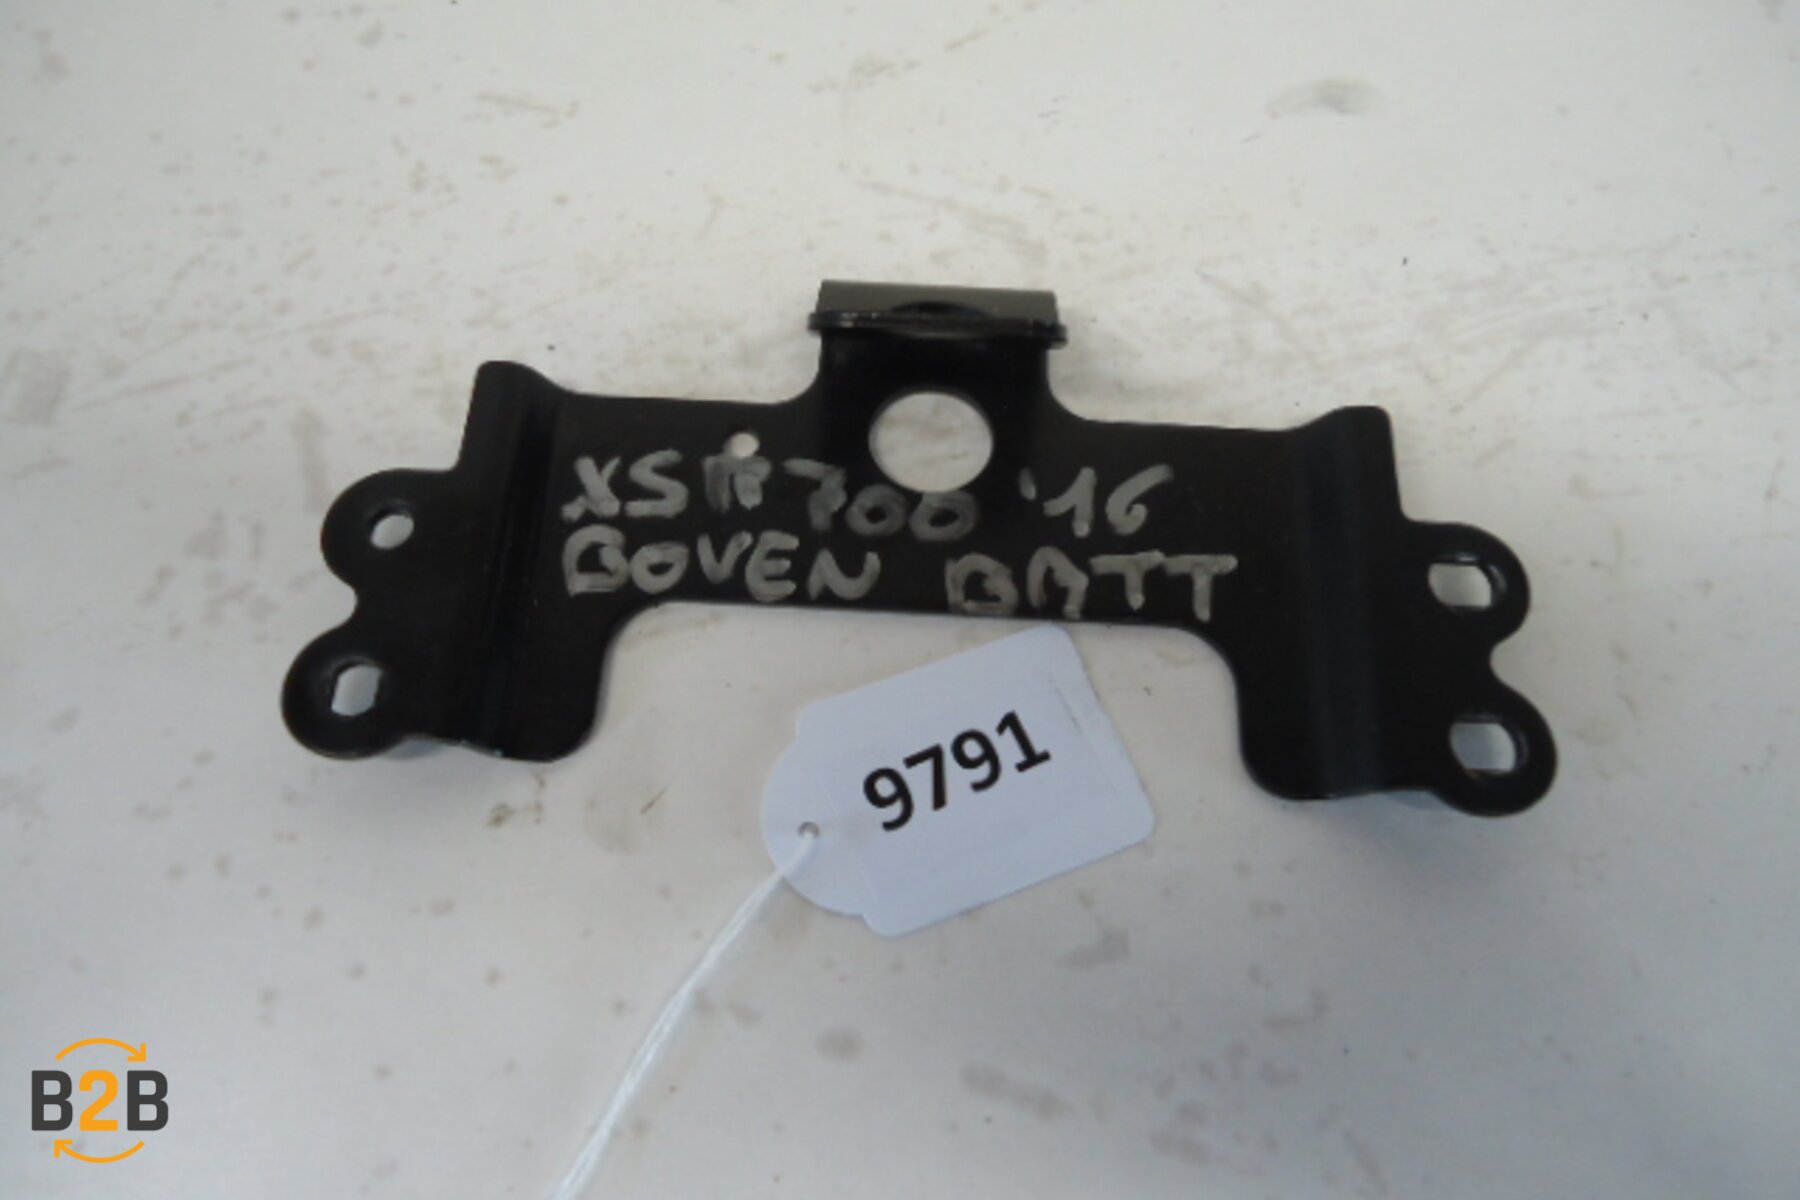 XSR700 '16
BOVEN BATT
9791
B2B